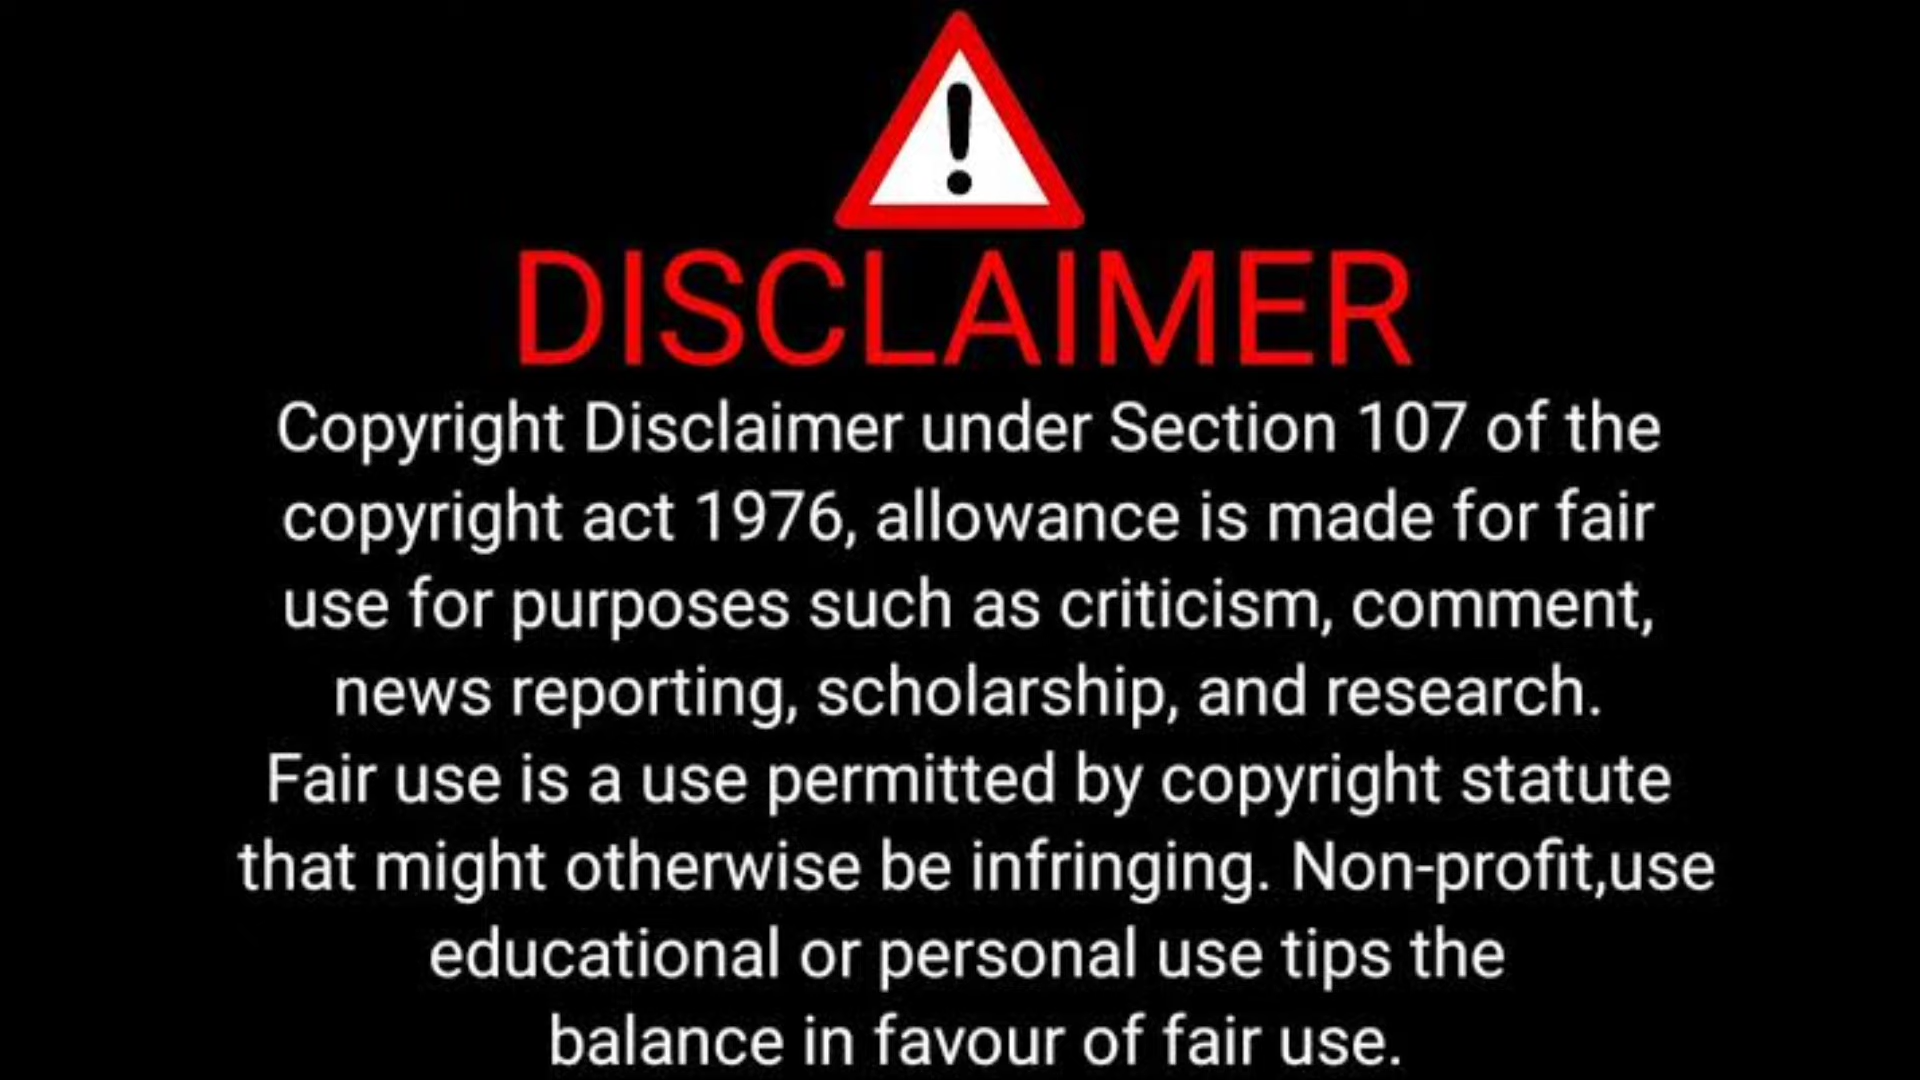 DISCLAIMER
Copyright Disclaimer under Section 107 of the
copyright act 1976, allowance is made for fair
use for purposes such as criticism, comment,
news reporting, scholarship, and research.
Fair use is a use permitted by copyright statute
that might otherwise be infringing. Non-profit,use
educational or personal use tips the
balance in favour of fair use.